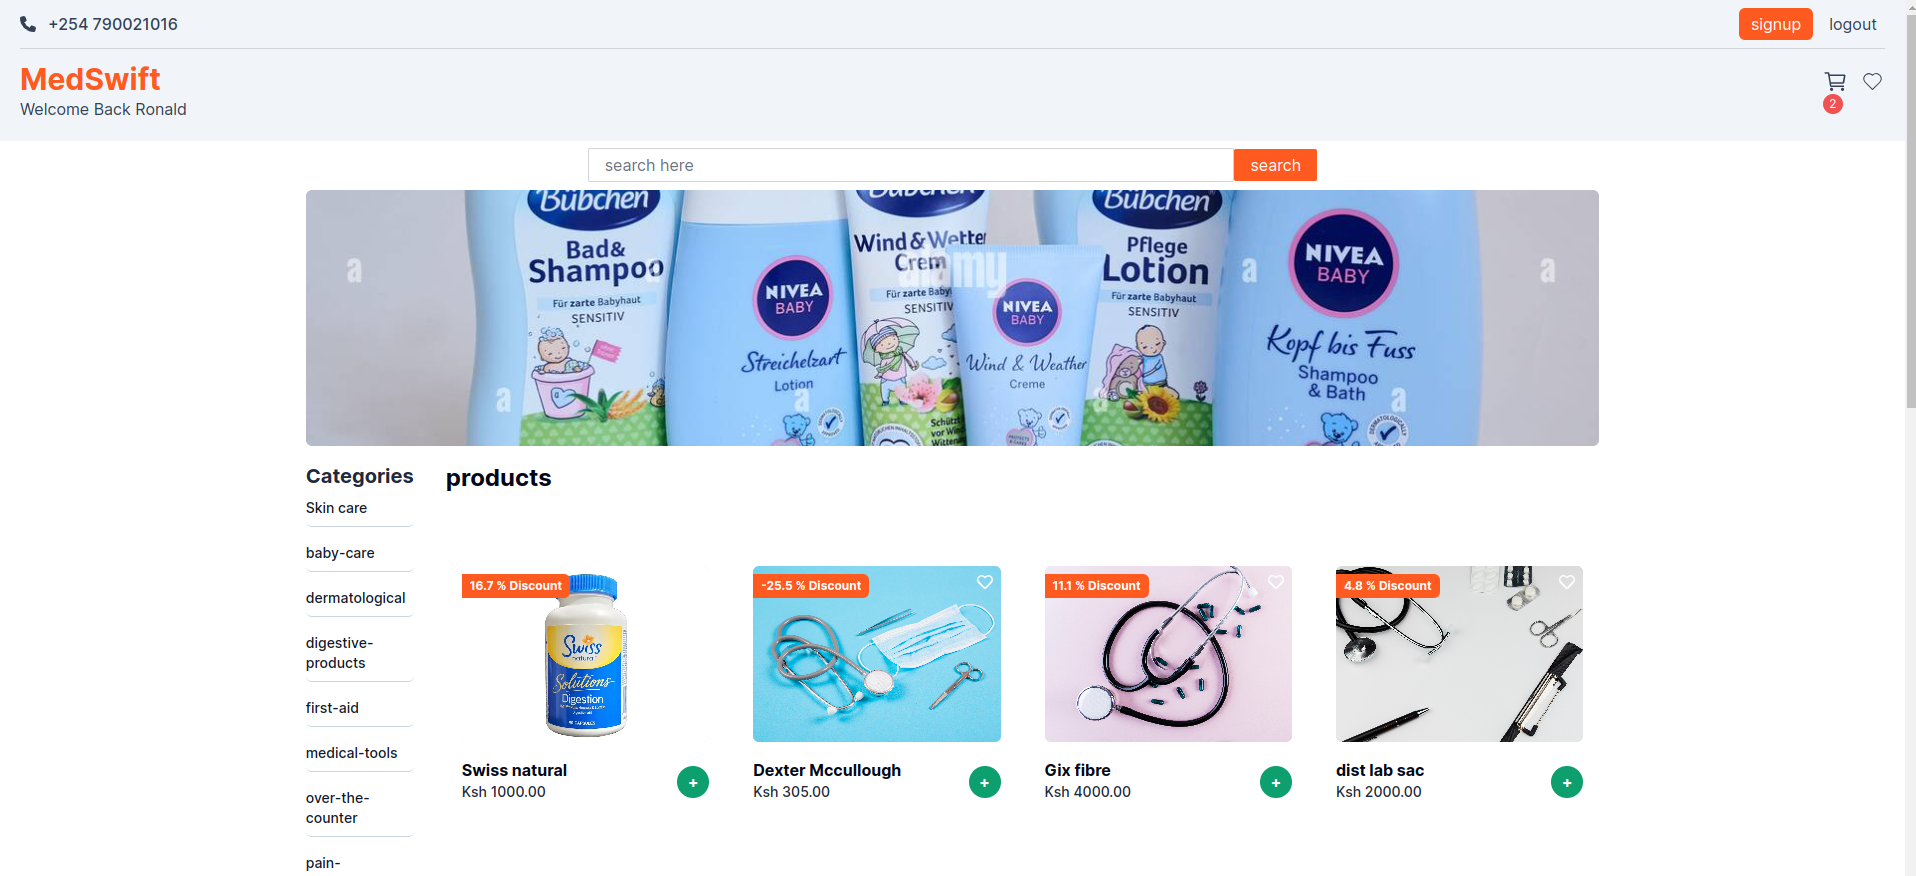 +254 790021016
signup
logout
MedSwift
Welcome Back Ronald
2
search here
search
Bübchen
Bad&
Shampoo
Für zarte Babyhaut
SENSITIV
NIVEA
BABY
Streichelzart
Lotion
Bübchen
Wind & Wetter
Crem
SENSITIV
alamy
NIVEA
BABY
Wind & Weather
Creme
Bübchen
Pflege
Lotion
Für zarte Babyhaut
SENSITIV
NIVEA
BABY
Kopf bis Fuss
Shampoo
& Bath
a
a
a
a
a
a
Categories
Skin care
baby-care
dermatological
digestive-
products
first-aid
medical-tools
over-the-
counter
pain-
products
16.7 % Discount
Swiss
natural
Solutions
Digestion
Swiss natural
Ksh 1000.00
+
-25.5 % Discount
Dexter Mccullough
Ksh 305.00
+
11.1 % Discount
Gix fibre
Ksh 4000.00
+
4.8 % Discount
dist lab sac
Ksh 2000.00
+